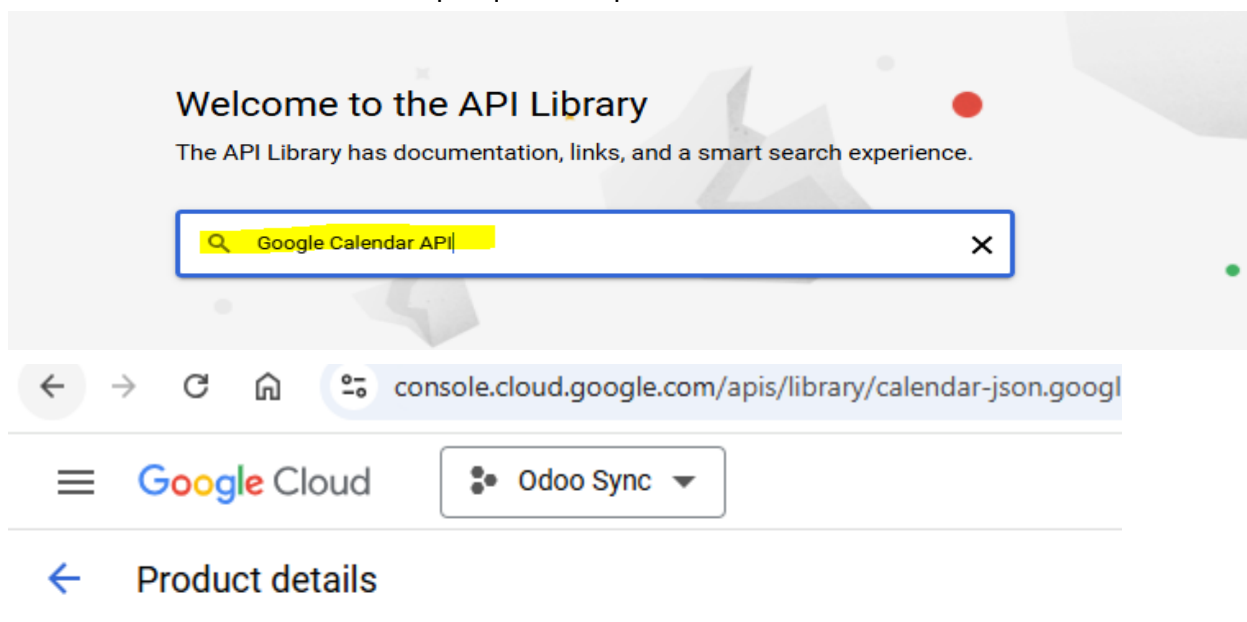 Welcome to the API Library
The API Library has documentation, links, and a smart search experience.
Google Calendar API
console.cloud.google.com/apis/library/calendar-json.googl
Google Cloud
Odoo Sync
Product details